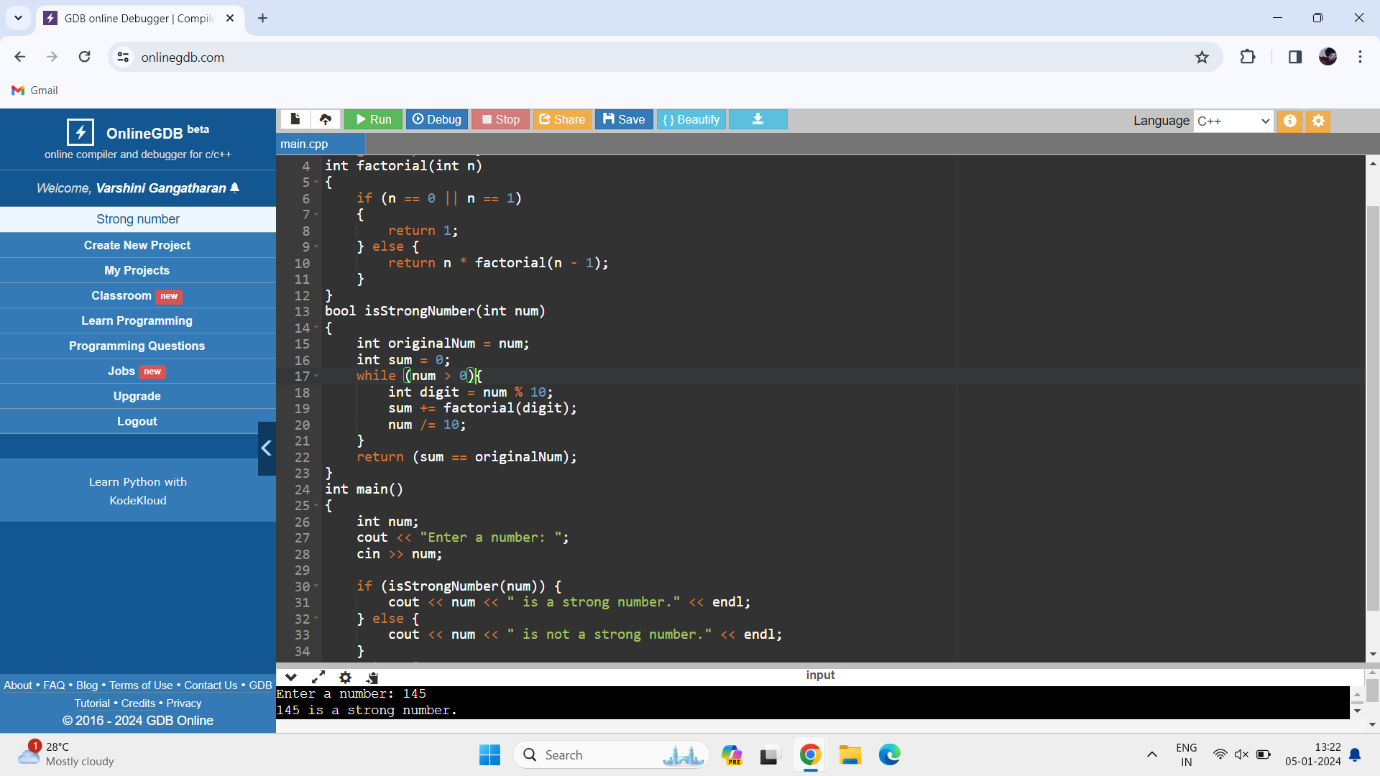 GDB online Debugger | Compil
onlinegdb.com
Gmail
OnlineGDB beta
online compiler and debugger for c/c++
Welcome, Varshini Gangatharan
Strong number
Create New Project
My Projects
Classroom new
Learn Programming
Programming Questions
Jobs new
Upgrade
Logout
Learn Python with
KodeKloud
About • FAQ • Blog • Terms of Use • Contact Us • GDB
Tutorial • Credits • Privacy
© 2016 - 2024 GDB Online
Run Debug Stop Share Save { } Beautify
Language C++
main.cpp
4 int factorial(int n)
5 {
6     if (n == 0 || n == 1)
7     {
8         return 1;
9     } else {
10         return n * factorial(n - 1);
11     }
12 }
13 bool isStrongNumber(int num)
14 {
15     int originalNum = num;
16     int sum = 0;
17     while (num > 0){
18         int digit = num % 10;
19         sum += factorial(digit);
20         num /= 10;
21     }
22     return (sum == originalNum);
23 }
24 int main()
25 {
26     int num;
27     cout << "Enter a number: ";
28     cin >> num;
29
30     if (isStrongNumber(num)) {
31         cout << num << " is a strong number." << endl;
32     } else {
33         cout << num << " is not a strong number." << endl;
34     }
input
Enter a number: 145
145 is a strong number.
1
28°C
Mostly cloudy
Search
PRE
ENG
IN
13:22
05-01-2024